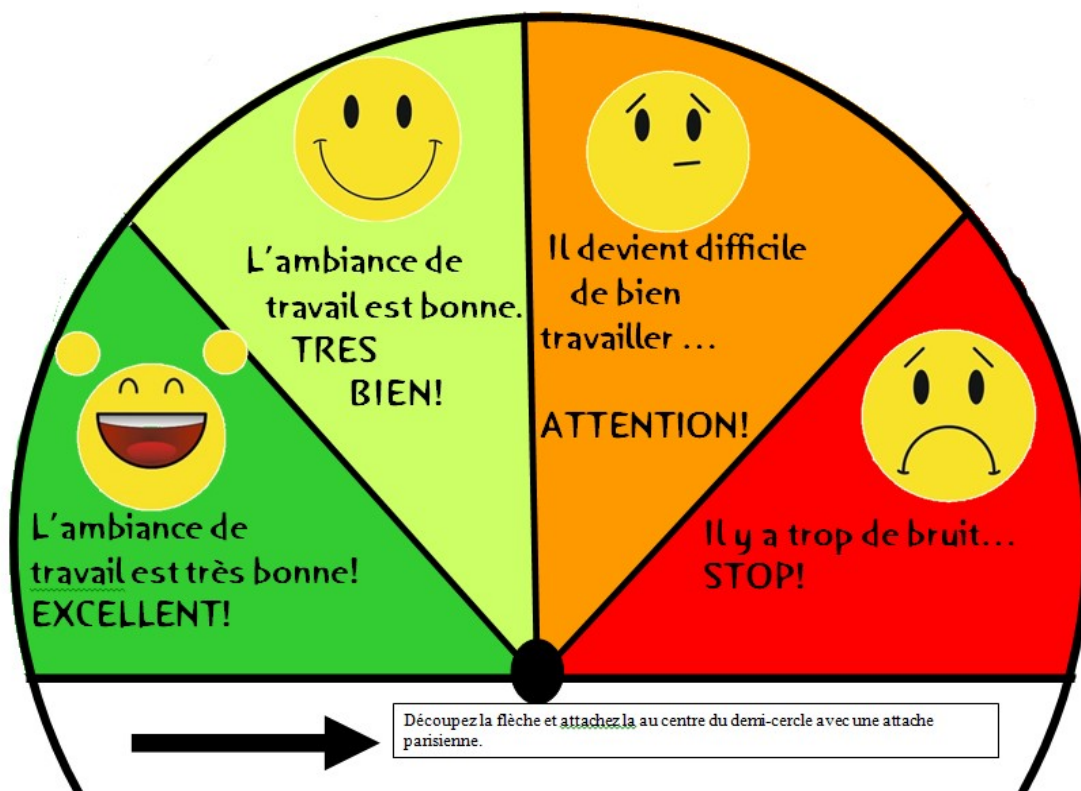 L'ambiance de
travail est très bonne!
EXCELLENT!
L'ambiance de
travail est bonne.
TRES
BIEN!
Il devient difficile
de bien
travailler ...
ATTENTION!
Il y a trop de bruit...
STOP!
Découpez la flèche et attachez la au centre du demi-cercle avec une attache
parisienne.